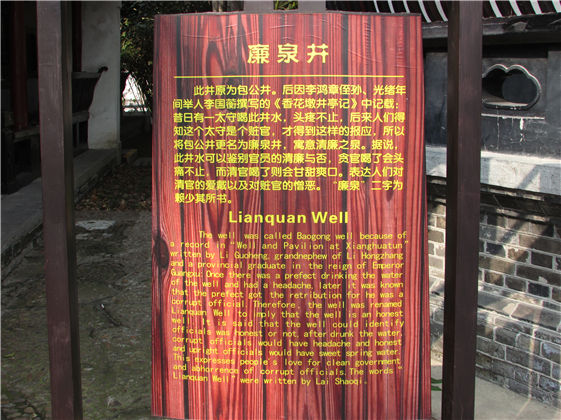 廉泉井
此井原为包公井。后因李鸿章侄孙、光绪年
间举人李国蘅撰写的《香花墩井亭记》中记载：
昔日有一太守喝此井水，头疼不止，后来人们得
知这个太守是个赃官，才得到这样的报应，所以
将包公井更名为廉泉井，寓意清廉之泉。据说，
此井水可以鉴别官员的清廉与否，贪官喝了会头
痛不止，而清官喝了则会甘甜爽口。表达人们对
清官的爱戴以及对赃官的憎恶。“廉泉”二字为
赖少其所书。
Lianquan Well
The well was called Baogong well because of
a record in "Well and Pavilion at Xianghuatun"
written by Li Guoheng, grandnephew of Li Hongzhang
and a provincial graduate in the reign of Emperor
Guangxu: Once there was a prefect drinking the water
of the well and had a headache, later it was known
that the prefect got the retribution for he was a
corrupt official. Therefore, the well was renamed
Lianquan Well to imply that the well is an honest
well. It is said that the well could identify
officials was honest or not, after drunk the water,
corrupt officials would have headache and honest
and upright officials would have sweet spring water.
This expresses people's love for clean government
and abhorrence of corrupt officials. The words "
Lianquan Well" were written by Lai Shaoqi.